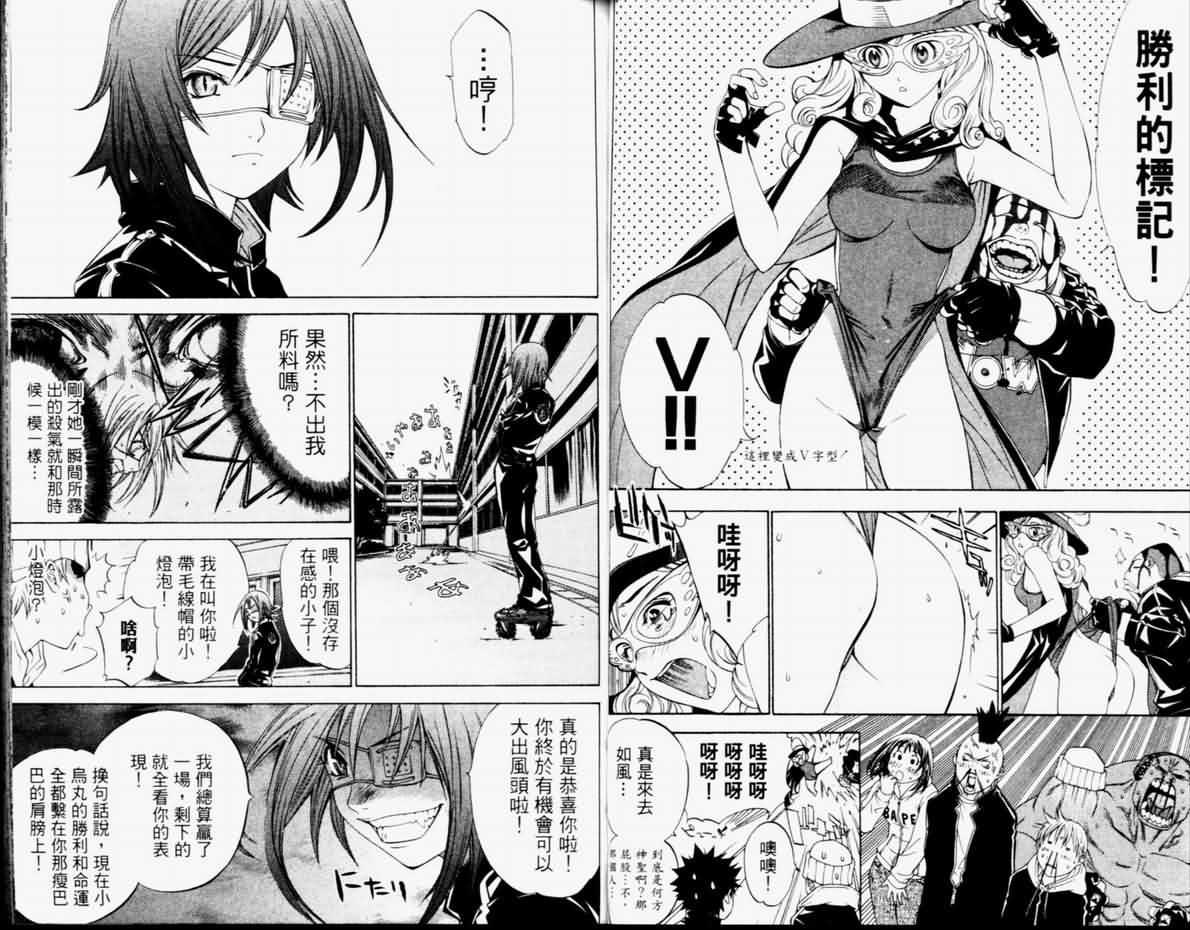 勝利的標記！
V!!
這裡變成V字型！
OW
哇呀呀！
BAPE
哇呀呀
呀呀呀
呀呀！
真是來去
如風…
噢噢！
到底是何方
神聖啊？那
屁股…不，
那個人…
…哼！
果然…不出我
所料嗎？
剛才她一瞬間所露
出的殺氣就和那時
候一模一樣…
喂！那個沒存
在感的小子！
我在叫你啦！
帶毛線帽的小
燈泡！
啥啊？
小燈泡？
真的是恭喜你啦！
你終於有機會可以
大出風頭啦！
にたり
我們總算贏了
一場，剩下的
就全看你的表
現！
換句話說，現在小
烏丸的勝利和命運
全都繫在你那瘦巴
巴的肩膀上！